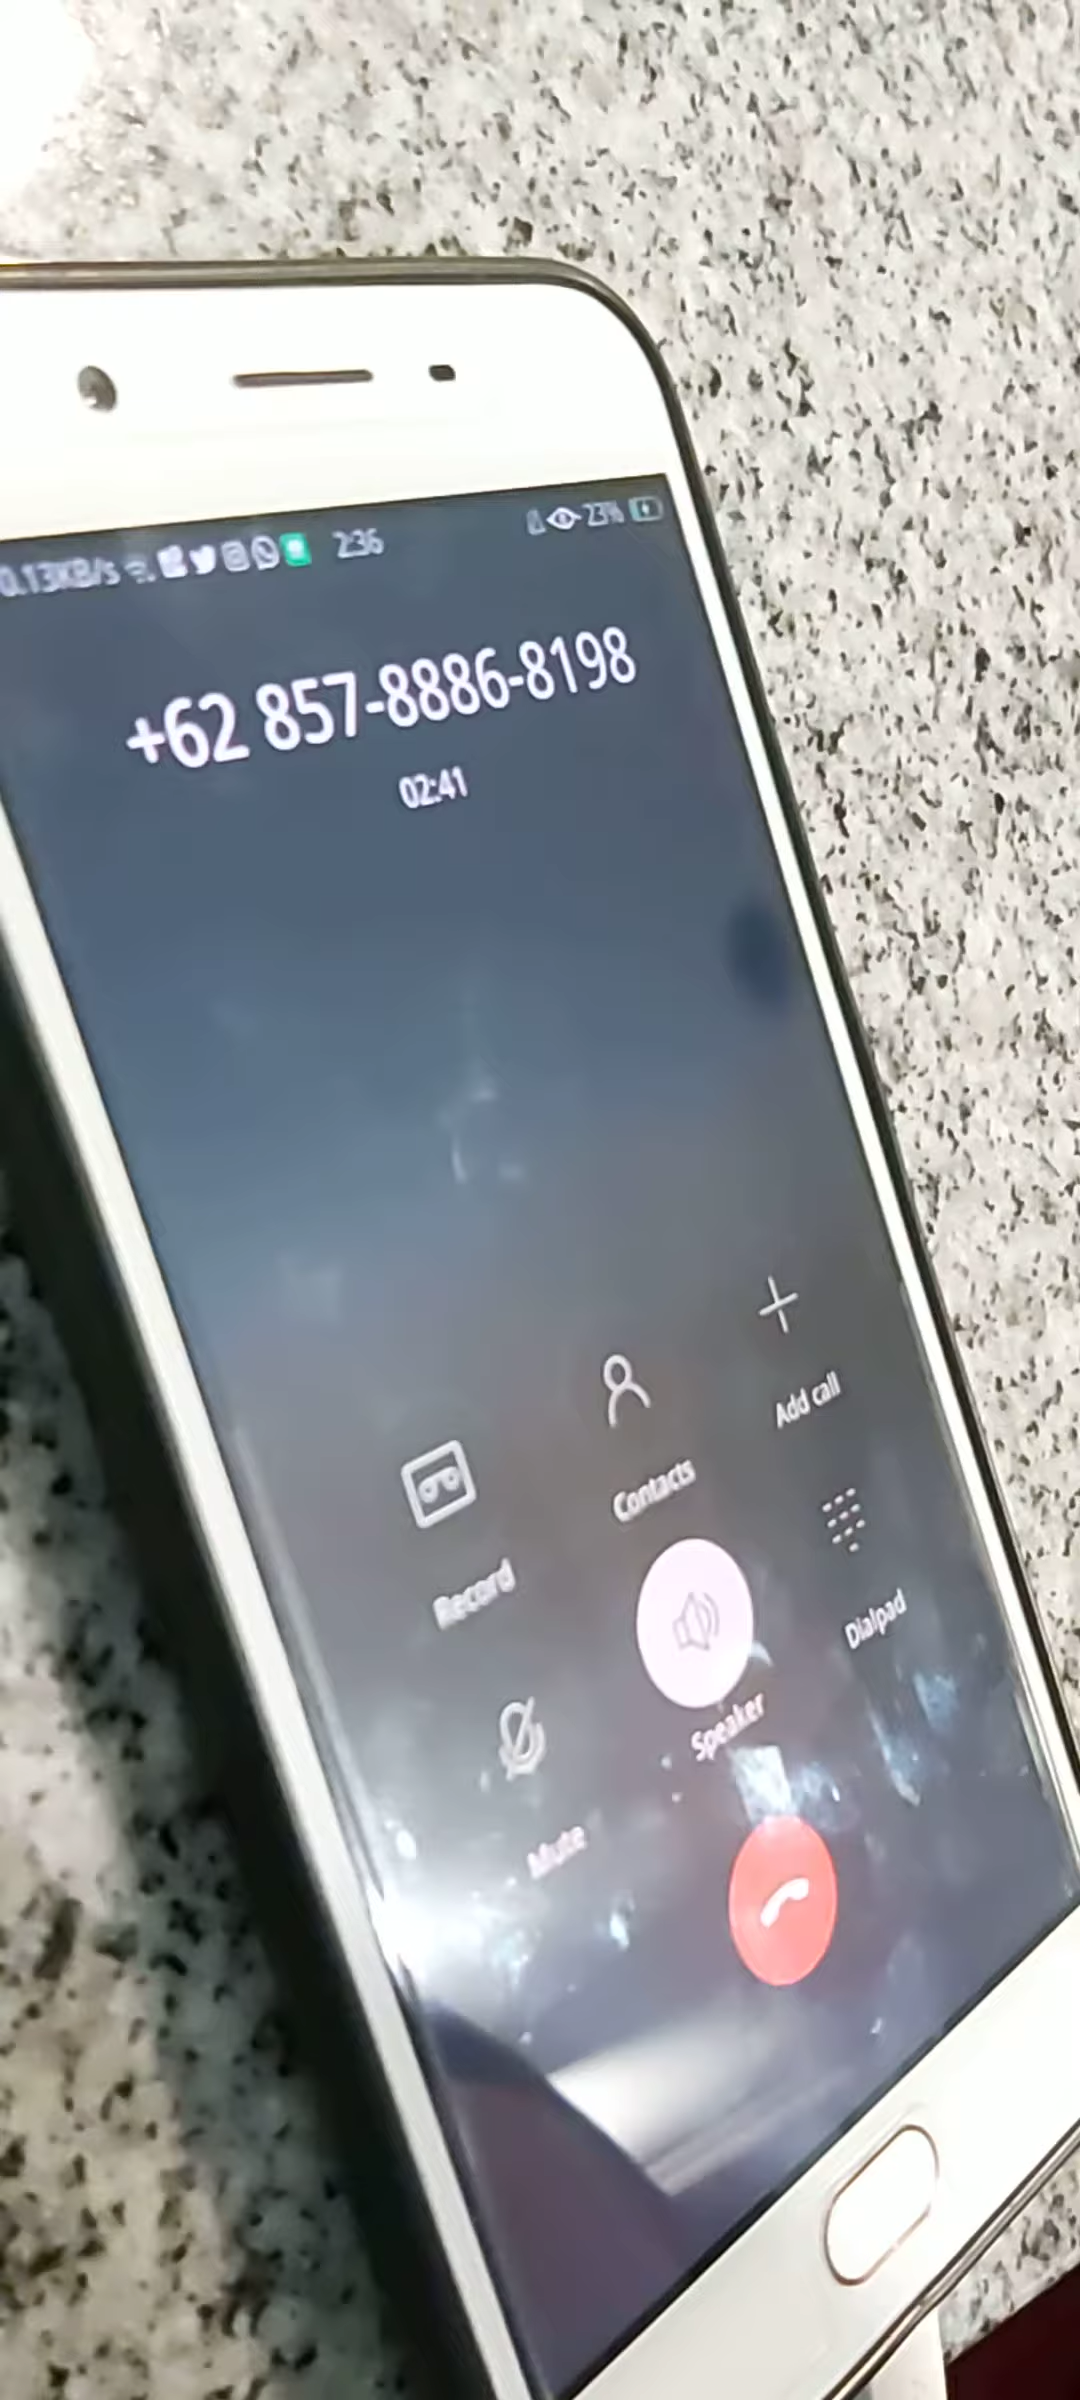 0.13KB/s 2:36 23%
+62 857-8886-8198
02:41
Record Contacts Add call
Mute Speaker Dialpad